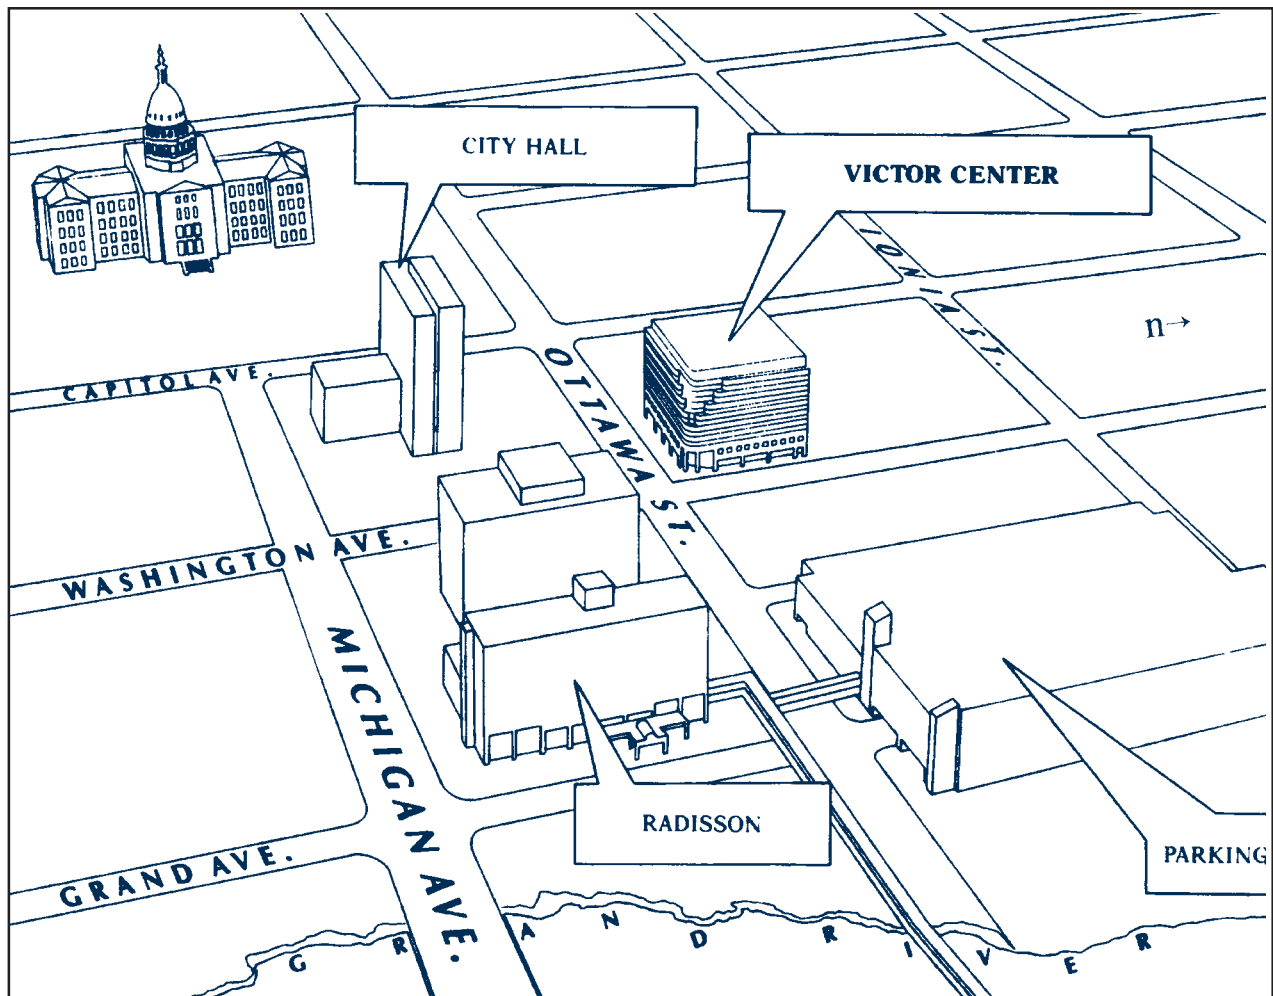 CITY HALL
VICTOR CENTER
IONIA ST.
n→
CAPITOL AVE.
OTTAWA ST.
WASHINGTON AVE.
MICHIGAN AVE.
RADISSON
PARKING
GRAND AVE.
GRAND RIVER